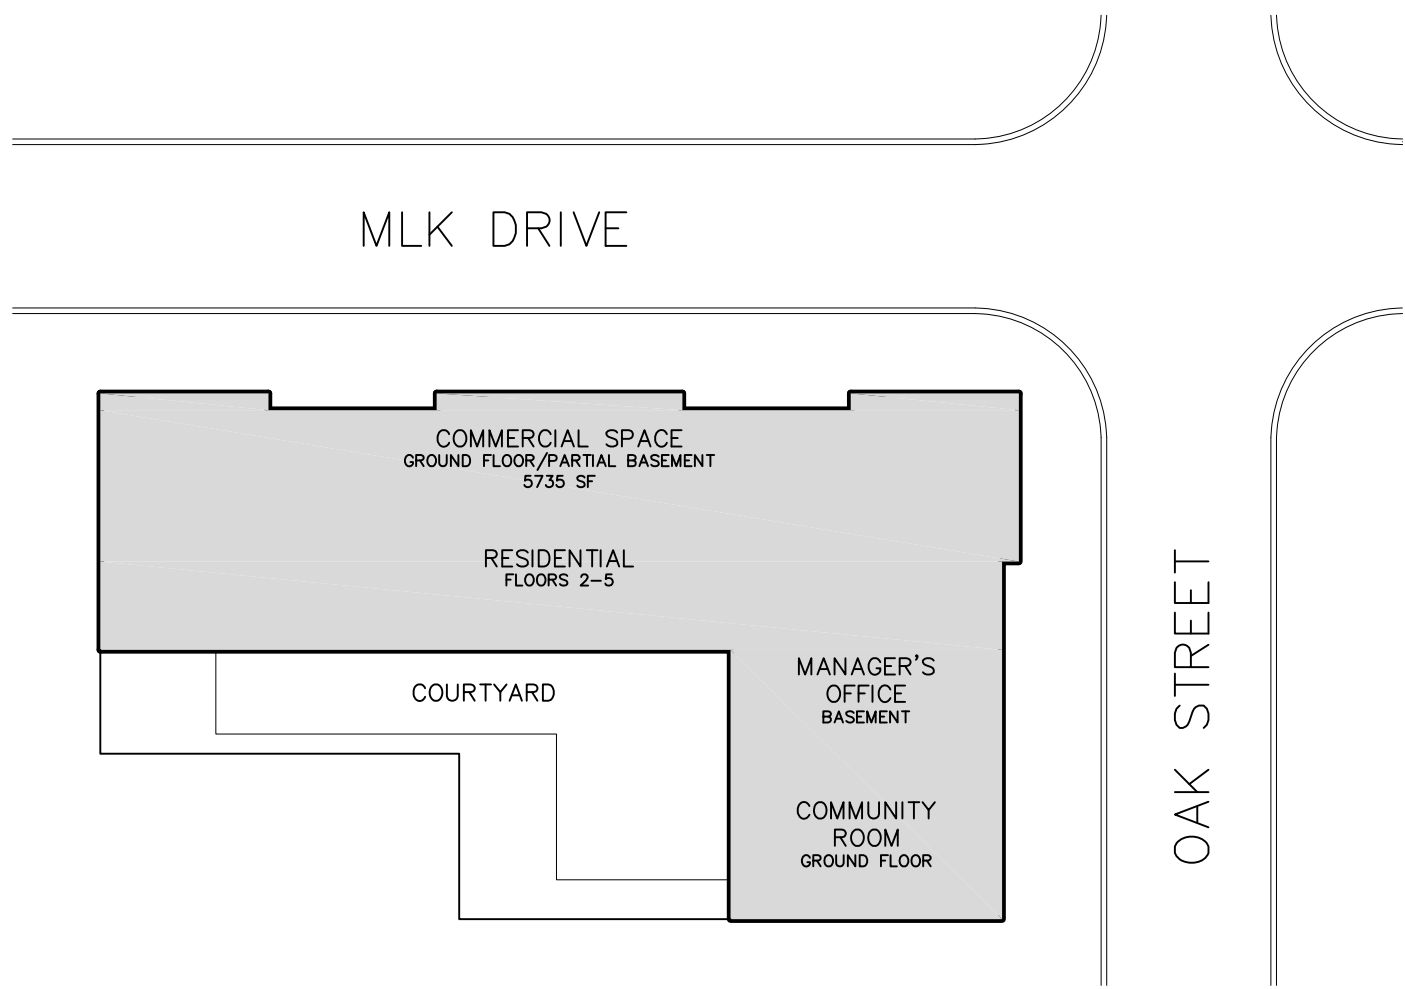 MLK DRIVE
COMMERCIAL SPACE
GROUND FLOOR/PARTIAL BASEMENT
5735 SF
RESIDENTIAL
FLOORS 2-5
COURTYARD
MANAGER'S
OFFICE
BASEMENT
COMMUNITY
ROOM
GROUND FLOOR
OAK STREET